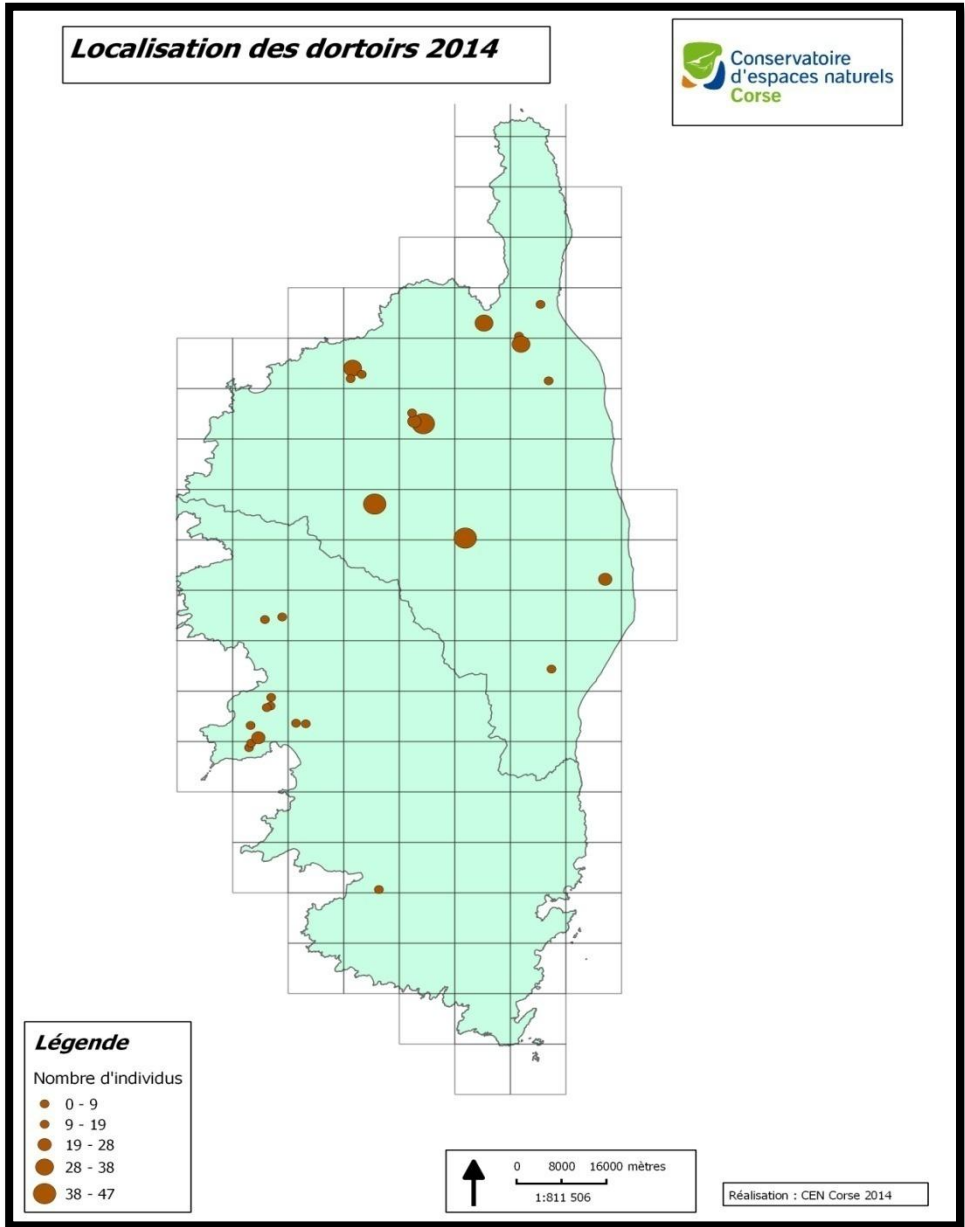 Localisation des dortoirs 2014
Conservatoire
d'espaces naturels
Corse
Légende
Nombre d'individus
0 - 9
9 - 19
19 - 28
28 - 38
38 - 47
0 8000 16000 mètres
1:811 506
Réalisation : CEN Corse 2014